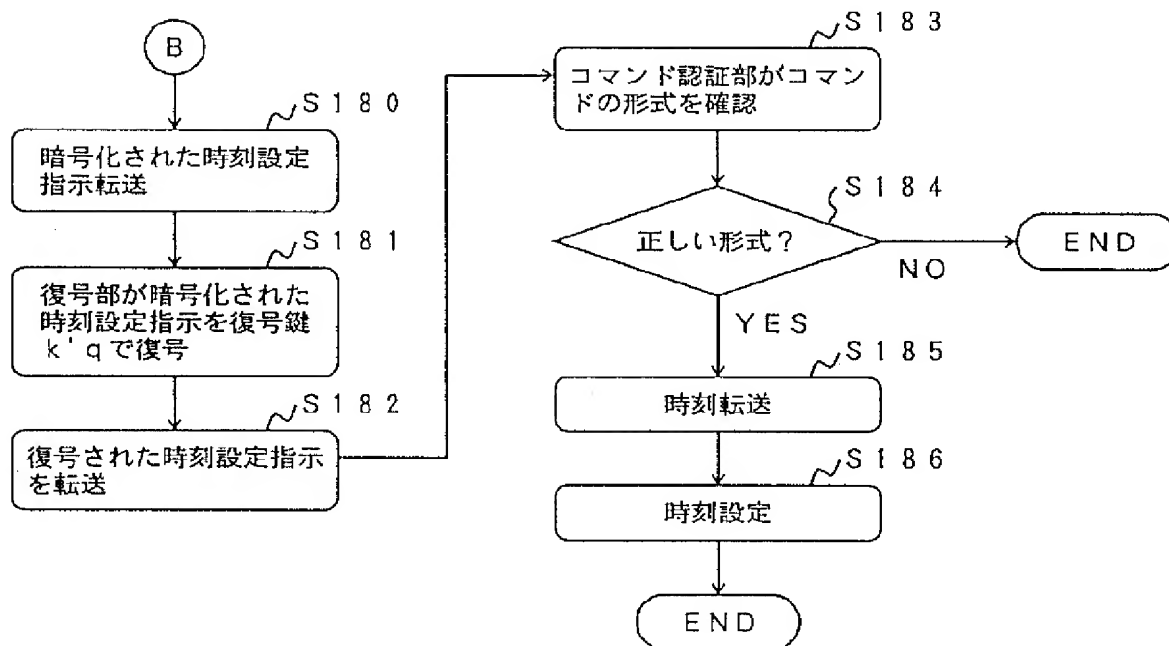 B
S180
暗号化された時刻設定
指示転送
S181
復号部が暗号化された
時刻設定指示を復号鍵
k'qで復号
S182
復号された時刻設定指示
を転送
S183
コマンド認証部がコマン
ドの形式を確認
S184
正しい形式？
END
NO
YES
S185
時刻転送
S186
時刻設定
END